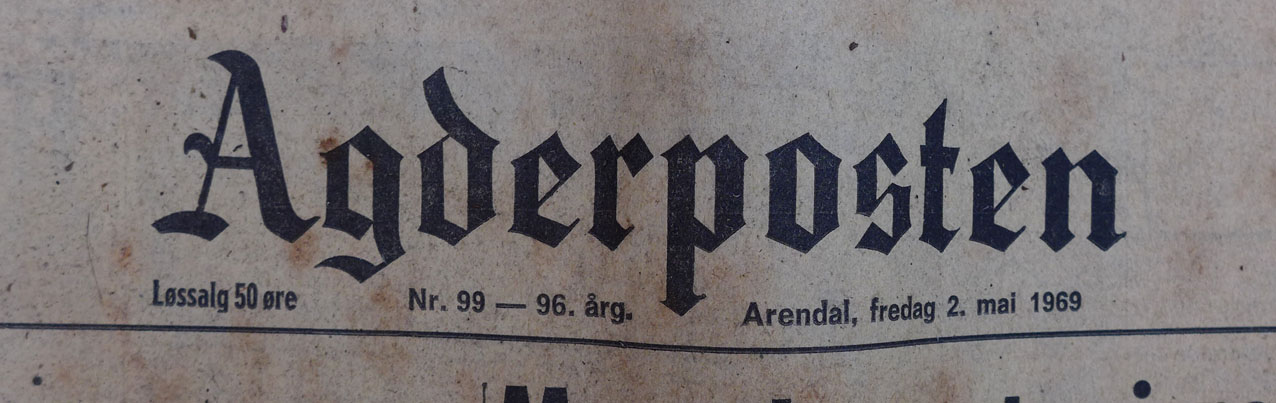 Agderposten
Løssalg 50 øre Nr. 99 — 96. årg. Arendal, fredag 2. mai 1969